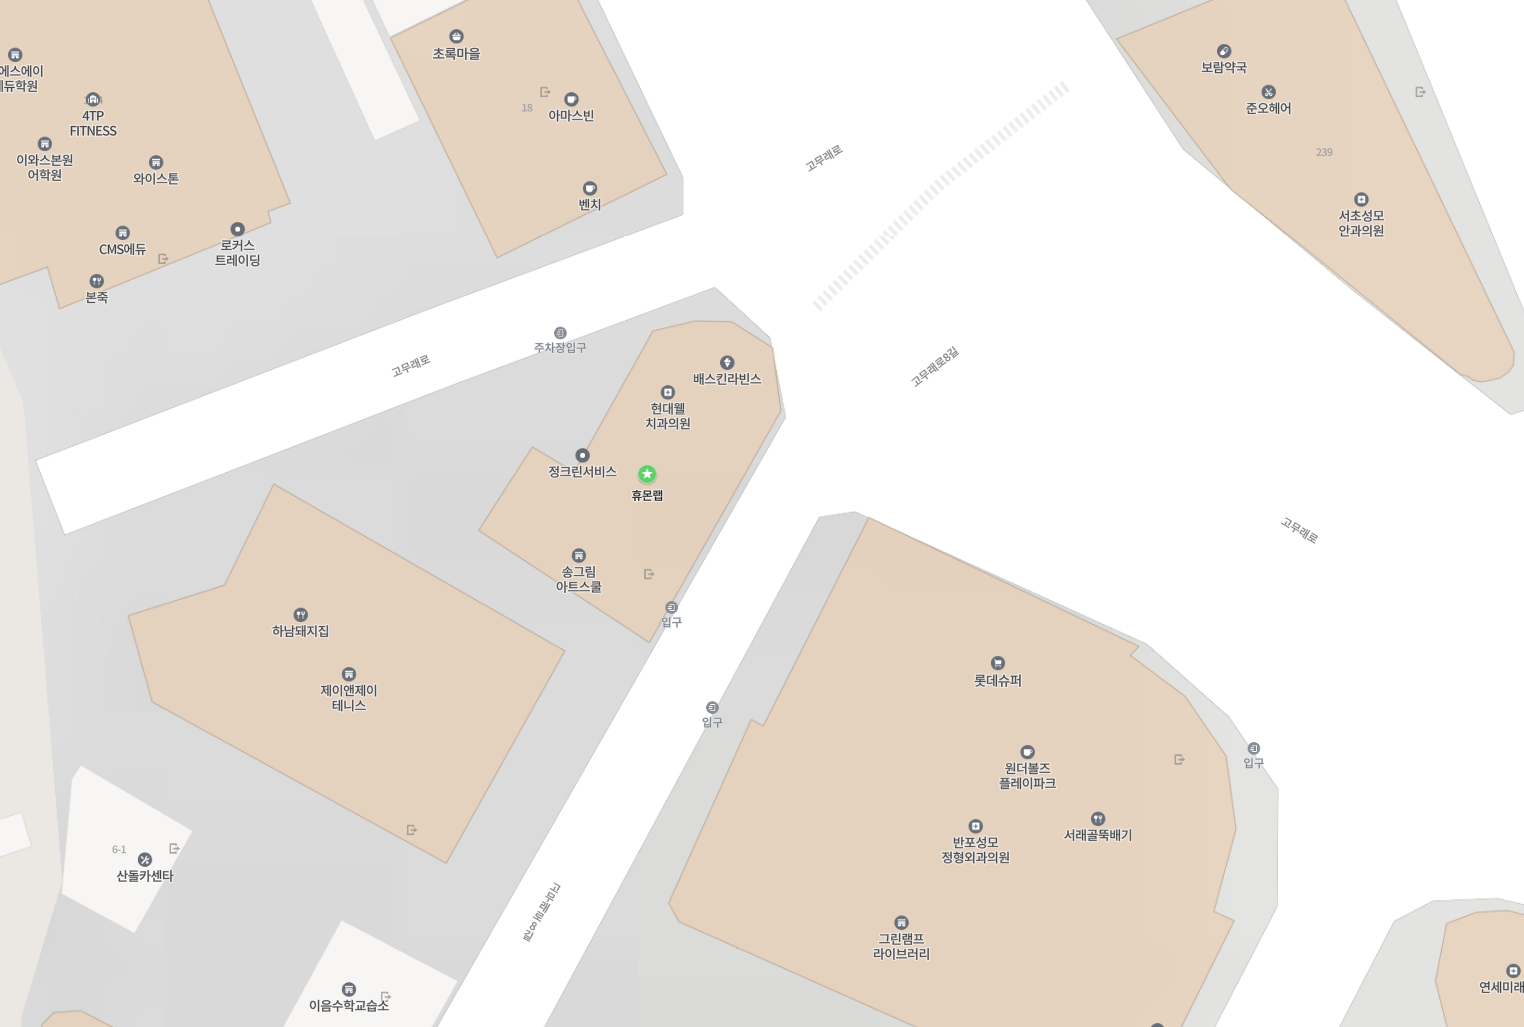 초록마을
보람약국
에스에이
에듀학원
준오헤어
4TP
FITNESS
18
아마스빈
이와스본원
어학원
와이스톤
고무래로
239
벤치
서초성모
안과의원
CMS에듀
로커스
트레이딩
본죽
주차장입구
고무래로
고무래로8길
배스킨라빈스
현대웰
치과의원
정크린서비스
휴몬랩
고무래로
송그림
아트스쿨
입구
하남돼지집
제이앤제이
테니스
롯데슈퍼
입구
입구
원더볼즈
플레이파크
서래골뚝배기
반포성모
정형외과의원
6-1
산돌카센타
고무래로8길
그린램프
라이브러리
연세미래
이음수학교습소